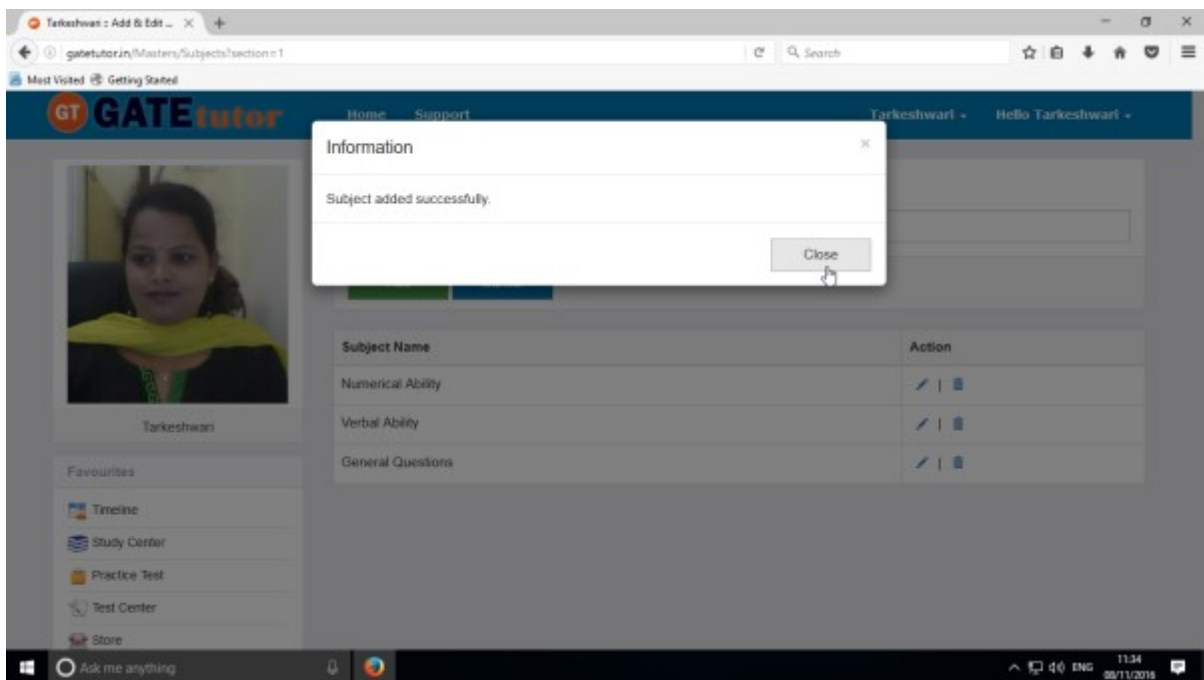 Tarkeshwari :: Add & Edit ...
gatetutor.in/Masters/Subjects?section=1
Search
Most Visited Getting Started
GT GATEtutor Home Support Tarkeshwari Hello Tarkeshwari
Information
Subject added successfully.
Close
Subject Name Action
Numerical Ability
Verbal Ability
General Questions
Tarkeshwari
Favourites
Timeline
Study Center
Practice Test
Test Center
Store
Ask me anything
ENG 11:34
08/11/2016